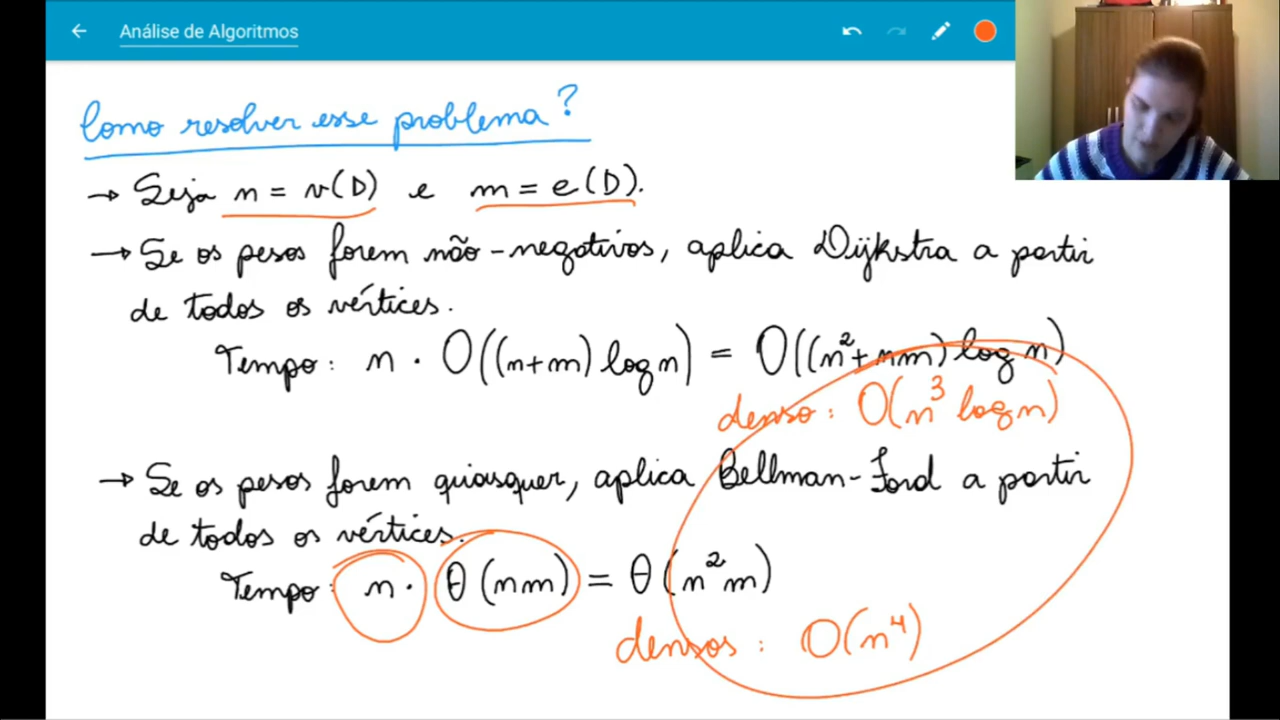 Análise de Algoritmos
Como resolver esse problema?
→ Seja n = v(D) e m = e(D).
→ Se os pesos forem não-negativos, aplica Dijkstra a partir
de todos os vértices.
Tempo: n · O((n+m) log n) = O((n²+nm) log n)
denso: O(n³ log n)
→ Se os pesos forem quaisquer, aplica Bellman-Ford a partir
de todos os vértices.
Tempo: n · Θ(nm) = Θ(n²m)
densos: O(n⁴)